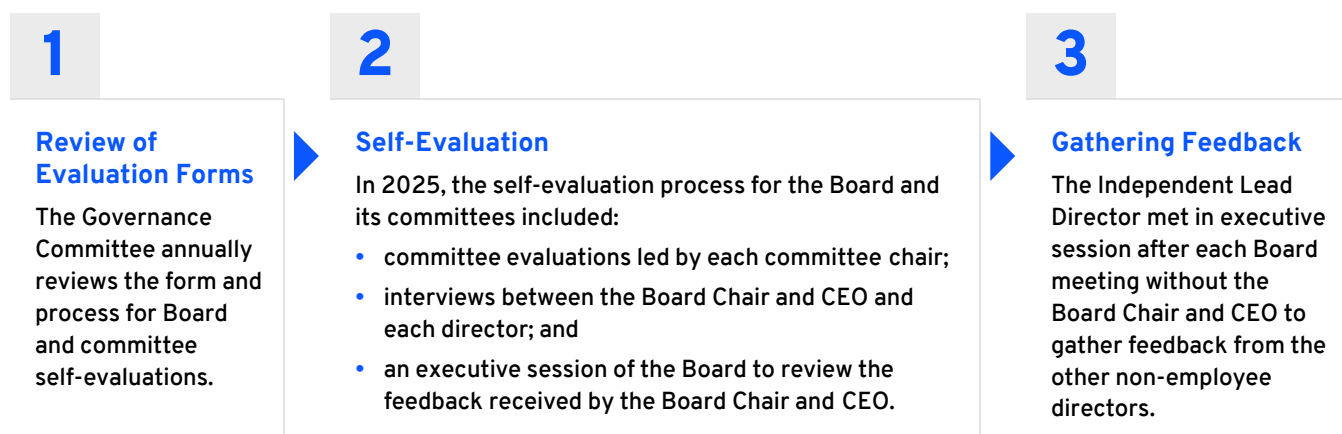 1
Review of
Evaluation Forms
The Governance
Committee annually
reviews the form and
process for Board
and committee
self-evaluations.
2
Self-Evaluation
In 2025, the self-evaluation process for the Board and
its committees included:
• committee evaluations led by each committee chair;
• interviews between the Board Chair and CEO and
each director; and
• an executive session of the Board to review the
feedback received by the Board Chair and CEO.
3
Gathering Feedback
The Independent Lead
Director met in executive
session after each Board
meeting without the
Board Chair and CEO to
gather feedback from the
other non-employee
directors.